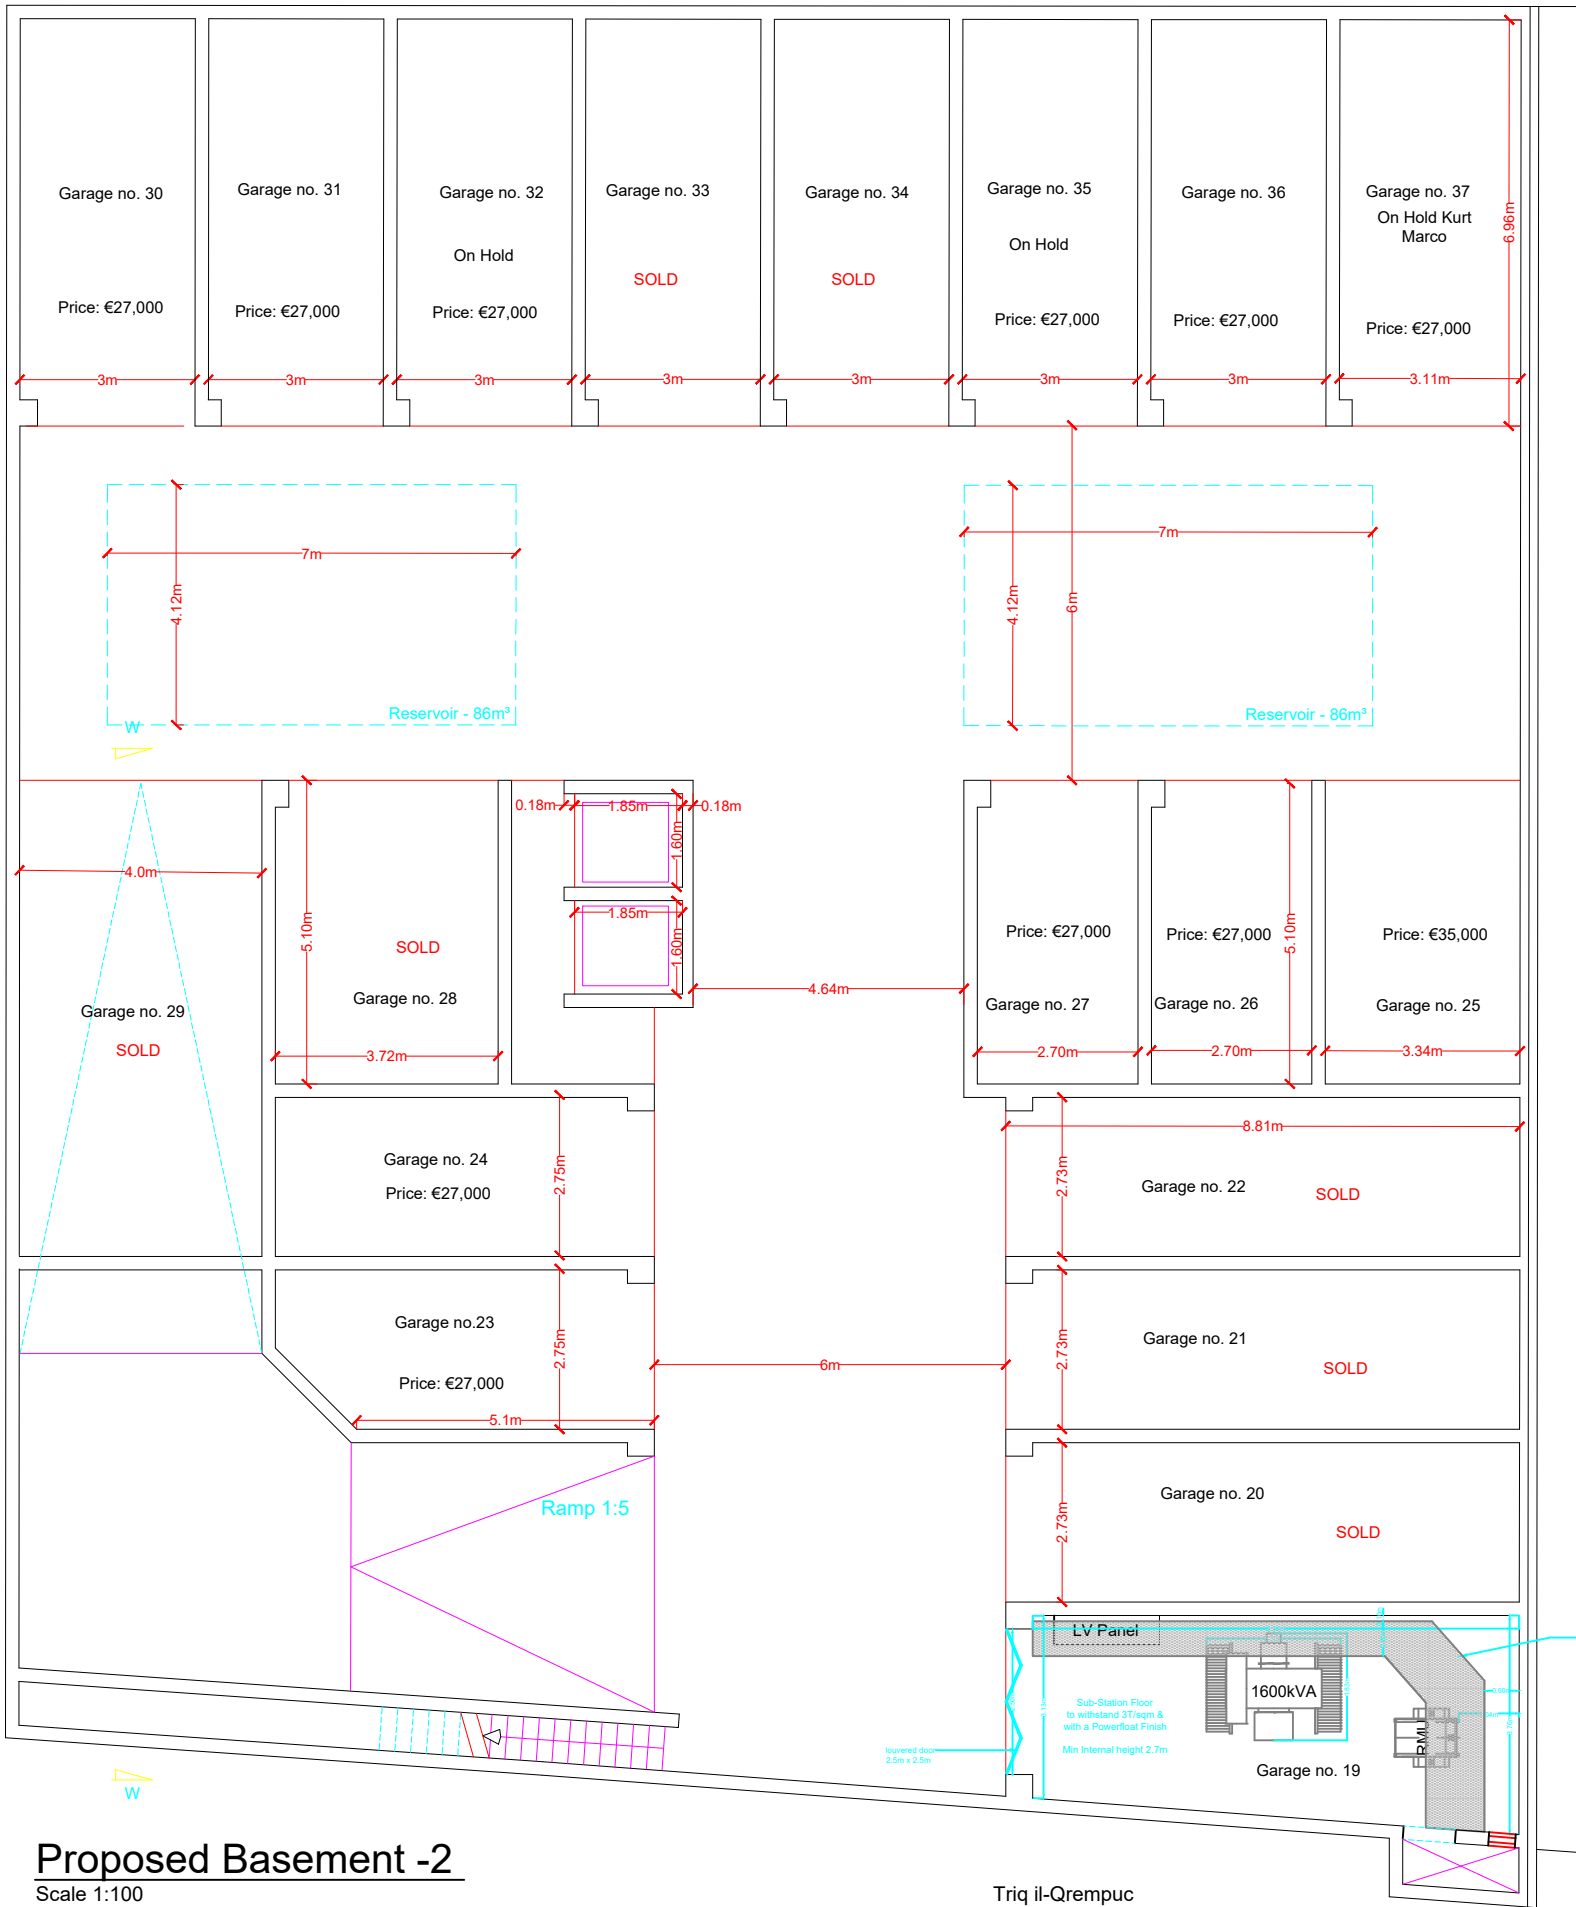 Garage no. 30
Garage no. 31
Garage no. 32
Garage no. 33
Garage no. 34
Garage no. 35
Garage no. 36
Garage no. 37
On Hold Kurt
Marco
On Hold
On Hold
SOLD
SOLD
6.96m
Price: €27,000
Price: €27,000
Price: €27,000
Price: €27,000
Price: €27,000
Price: €27,000
3m
3m
3m
3m
3m
3m
3m
3.11m
7m
4.12m
Reservoir - 86m³
7m
4.12m
6m
Reservoir - 86m³
W
0.18m
1.85m
0.18m
1.60m
1.85m
1.60m
4.0m
5.10m
SOLD
Garage no. 28
3.72m
Garage no. 29
SOLD
4.64m
Price: €27,000
Garage no. 27
2.70m
Price: €27,000
Garage no. 26
2.70m
5.10m
Price: €35,000
Garage no. 25
3.34m
Garage no. 24
Price: €27,000
2.75m
8.81m
2.73m
Garage no. 22
SOLD
Garage no.23
Price: €27,000
2.75m
5.1m
6m
2.73m
Garage no. 21
SOLD
Ramp 1:5
2.73m
Garage no. 20
SOLD
LV Panel
1600kVA
RMU
Sub-Station Floor
to withstand 3T/sqm &
with a Powerfloat Finish
Min Internal height 2.7m
louvered door
2.5m x 2.5m
Garage no. 19
W
Proposed Basement -2
Scale 1:100
Triq il-Qrempuc